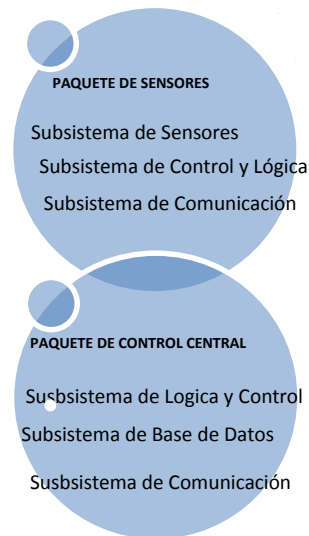 PAQUETE DE SENSORES
Subsistema de Sensores
Subsistema de Control y Lógica
Subsistema de Comunicación
PAQUETE DE CONTROL CENTRAL
Susbsistema de Logica y Control
Subsistema de Base de Datos
Susbsistema de Comunicación